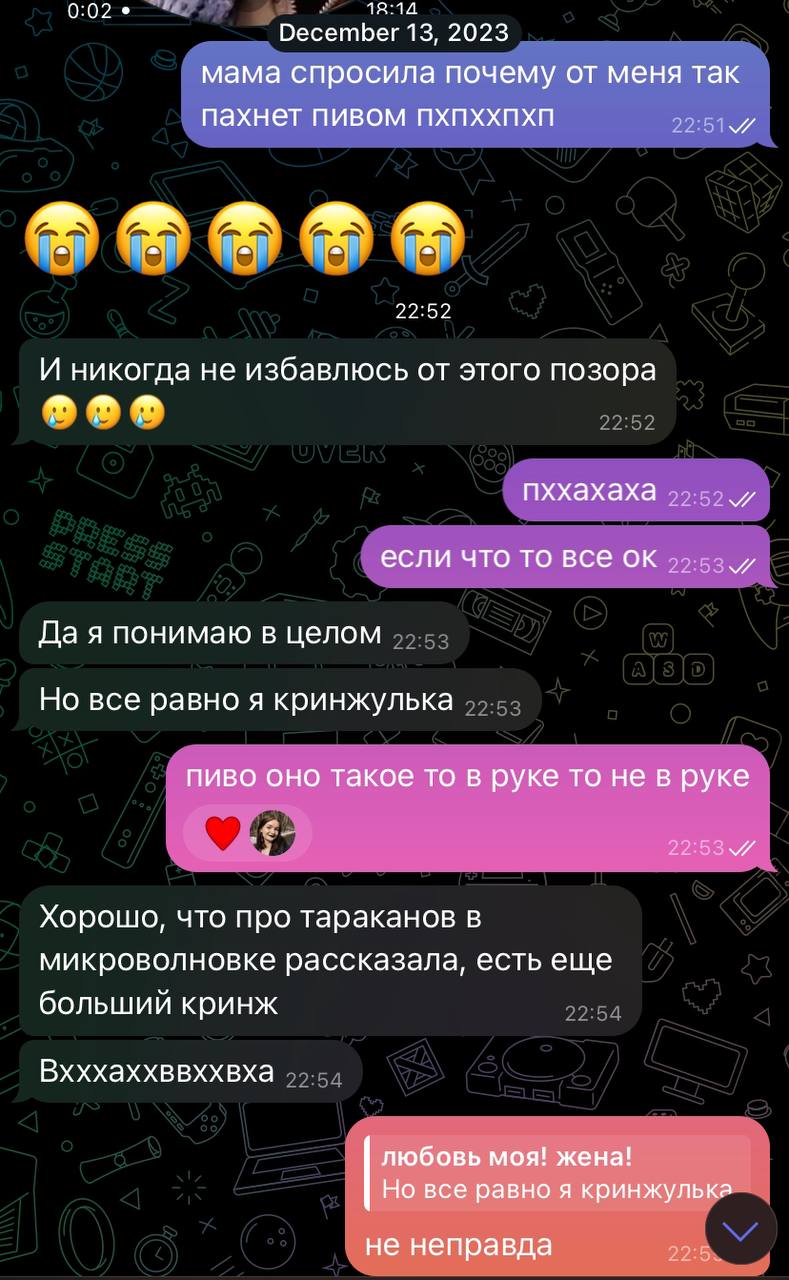 0:02
18:14
December 13, 2023
мама спросила почему от меня так
пахнет пивом пхпххпхп
22:51
22:52
И никогда не избавлюсь от этого позора
22:52
пххахаха 22:52
если что то все ок 22:53
Да я понимаю в целом 22:53
Но все равно я кринжулька 22:53
пиво оно такое то в руке то не в руке
22:53
Хорошо, что про тараканов в
микроволновке рассказала, есть еще
больший кринж
22:54
Вхххаххввххвха 22:54
любовь моя! жена!
Но все равно я кринжулька
не неправда
OVER
PRESS
START
W
A S D